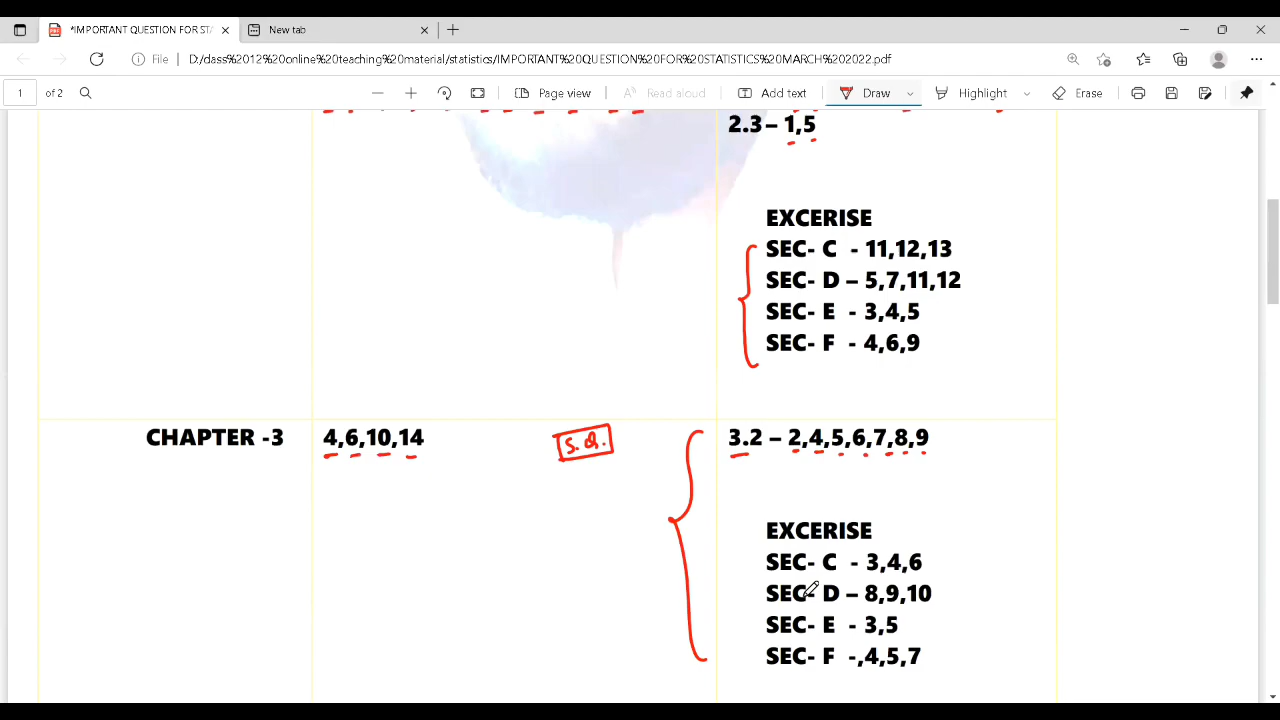 *IMPORTANT QUESTION FOR STA
New tab
File
D:/class%2012%20online%20teaching%20material/statistics/IMPORTANT%20QUESTION%20FOR%20STATISTICS%20MARCH%202022.pdf
1 of 2
Page view
Read aloud
Add text
Draw
Highlight
Erase
2.3 – 1,5
EXCERISE
SEC- C - 11,12,13
SEC- D – 5,7,11,12
SEC- E - 3,4,5
SEC- F - 4,6,9
CHAPTER -3
4,6,10,14
S.Q.
3.2 – 2,4,5,6,7,8,9
EXCERISE
SEC- C - 3,4,6
SEC- D – 8,9,10
SEC- E - 3,5
SEC- F -,4,5,7